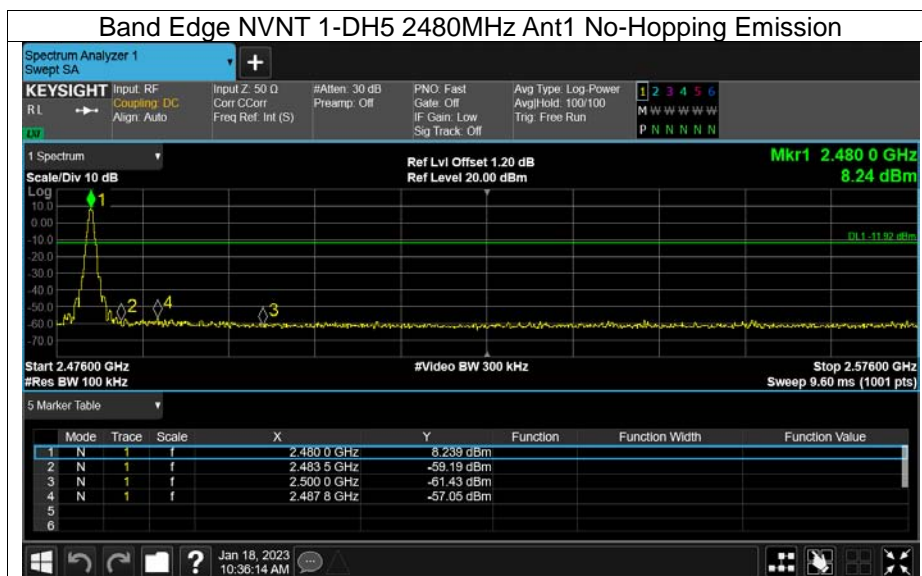 Band Edge NVNT 1-DH5 2480MHz Ant1 No-Hopping Emission
Spectrum Analyzer 1
Swept SA
+
KEYSIGHT Input: RF Input Z: 50 Ω #Atten: 30 dB PNO: Fast Avg Type: Log-Power 1 2 3 4 5 6
RL Coupling: DC Corr CCorr Preamp: Off Gate: Off Avg|Hold: 100/100 M W W W W W
Align: Auto Freq Ref: Int (S) IF Gain: Low Trig: Free Run
LXI Sig Track: Off P N N N N N
1 Spectrum Ref Lvl Offset 1.20 dB Mkr1 2.480 0 GHz
Scale/Div 10 dB Ref Level 20.00 dBm 8.24 dBm
Log
10.0 1
0.00
-10.0 DL1 -11.92 dBm
-20.0
-30.0
-40.0
-50.0 2 4 3
-60.0
-70.0
Start 2.47600 GHz #Video BW 300 kHz Stop 2.57600 GHz
#Res BW 100 kHz Sweep 9.60 ms (1001 pts)
5 Marker Table
Mode Trace Scale X Y Function Function Width Function Value
1 N 1 f 2.480 0 GHz 8.239 dBm
2 N 1 f 2.483 5 GHz -59.19 dBm
3 N 1 f 2.500 0 GHz -61.43 dBm
4 N 1 f 2.487 8 GHz -57.05 dBm
5
6
? Jan 18, 2023
10:36:14 AM